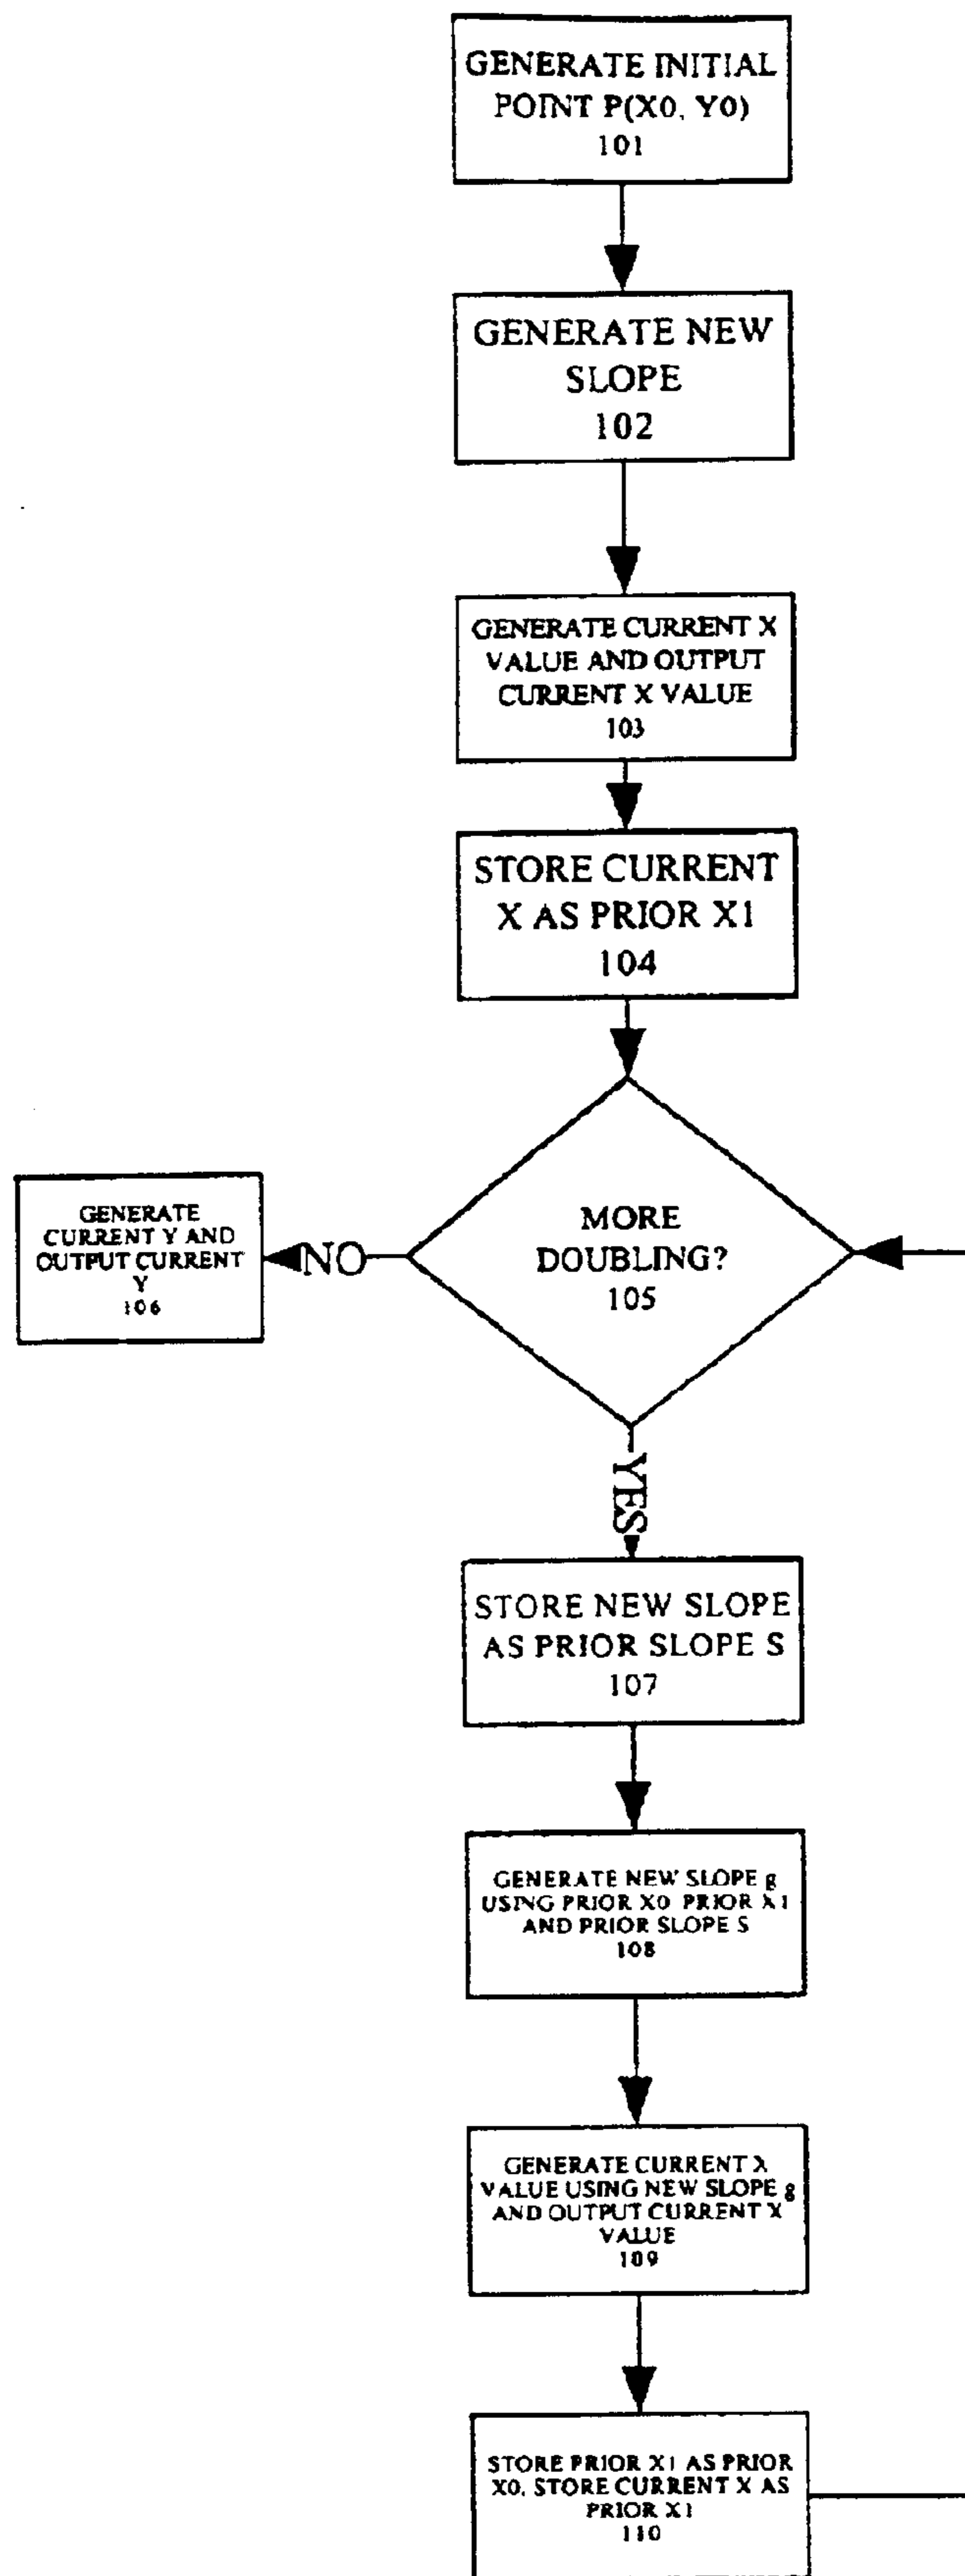 GENERATE INITIAL
POINT P(X0, Y0)
101
GENERATE NEW
SLOPE
102
GENERATE CURRENT X
VALUE AND OUTPUT
CURRENT X VALUE
103
STORE CURRENT
X AS PRIOR X1
104
MORE
DOUBLING?
105
NO
GENERATE
CURRENT Y AND
OUTPUT CURRENT
Y
106
YES
STORE NEW SLOPE
AS PRIOR SLOPE S
107
GENERATE NEW SLOPE g
USING PRIOR X0 PRIOR X1
AND PRIOR SLOPE S
108
GENERATE CURRENT X
VALUE USING NEW SLOPE g
AND OUTPUT CURRENT X
VALUE
109
STORE PRIOR X1 AS PRIOR
X0, STORE CURRENT X AS
PRIOR X1
110